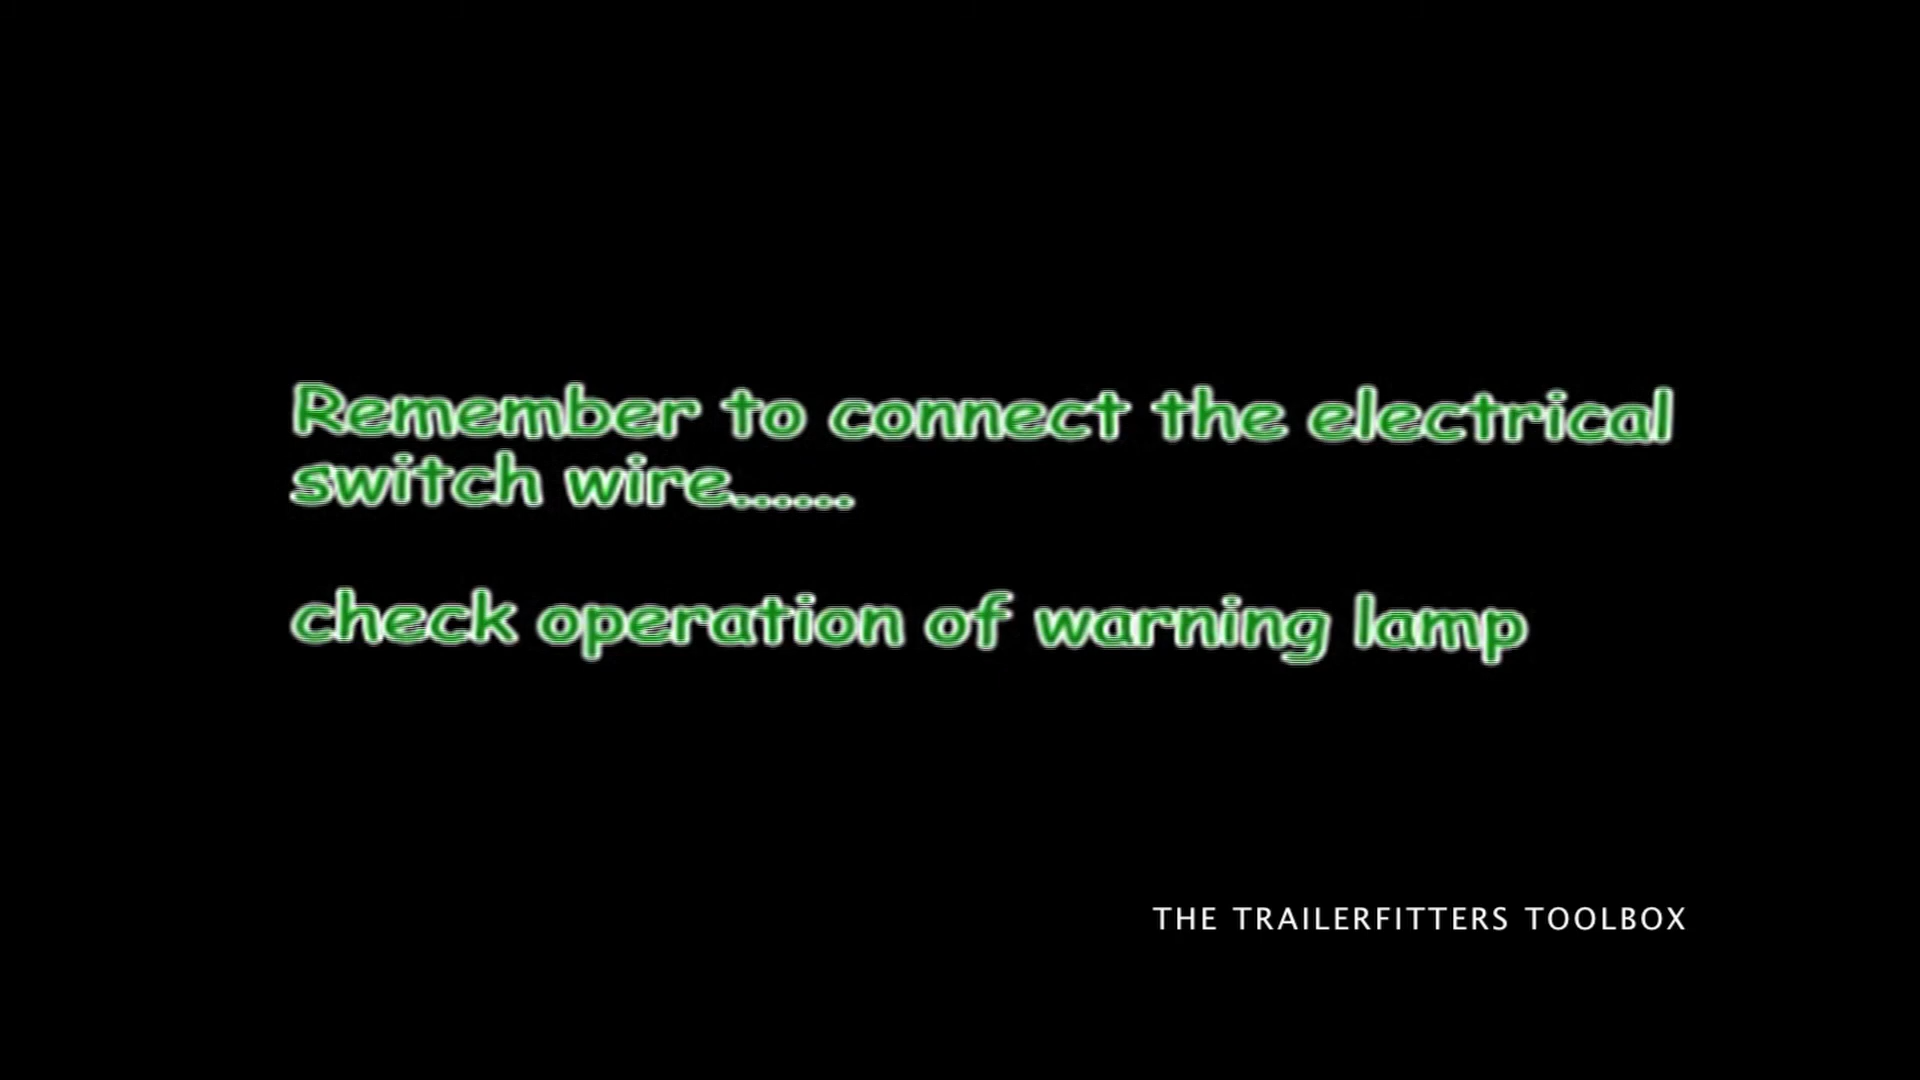 Remember to connect the electrical
switch wire......
check operation of warning lamp
THE TRAILERFITTERS TOOLBOX